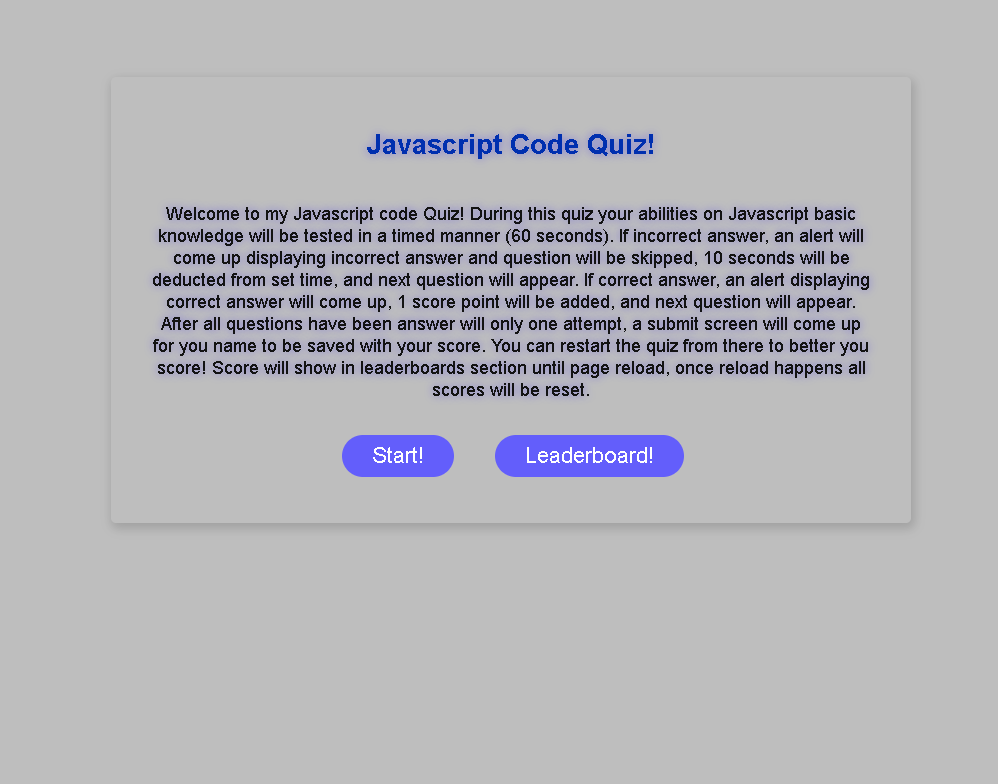 Javascript Code Quiz!
Welcome to my Javascript code Quiz! During this quiz your abilities on Javascript basic
knowledge will be tested in a timed manner (60 seconds). If incorrect answer, an alert will
come up displaying incorrect answer and question will be skipped, 10 seconds will be
deducted from set time, and next question will appear. If correct answer, an alert displaying
correct answer will come up, 1 score point will be added, and next question will appear.
After all questions have been answer will only one attempt, a submit screen will come up
for you name to be saved with your score. You can restart the quiz from there to better you
score! Score will show in leaderboards section until page reload, once reload happens all
scores will be reset.
Start!
Leaderboard!